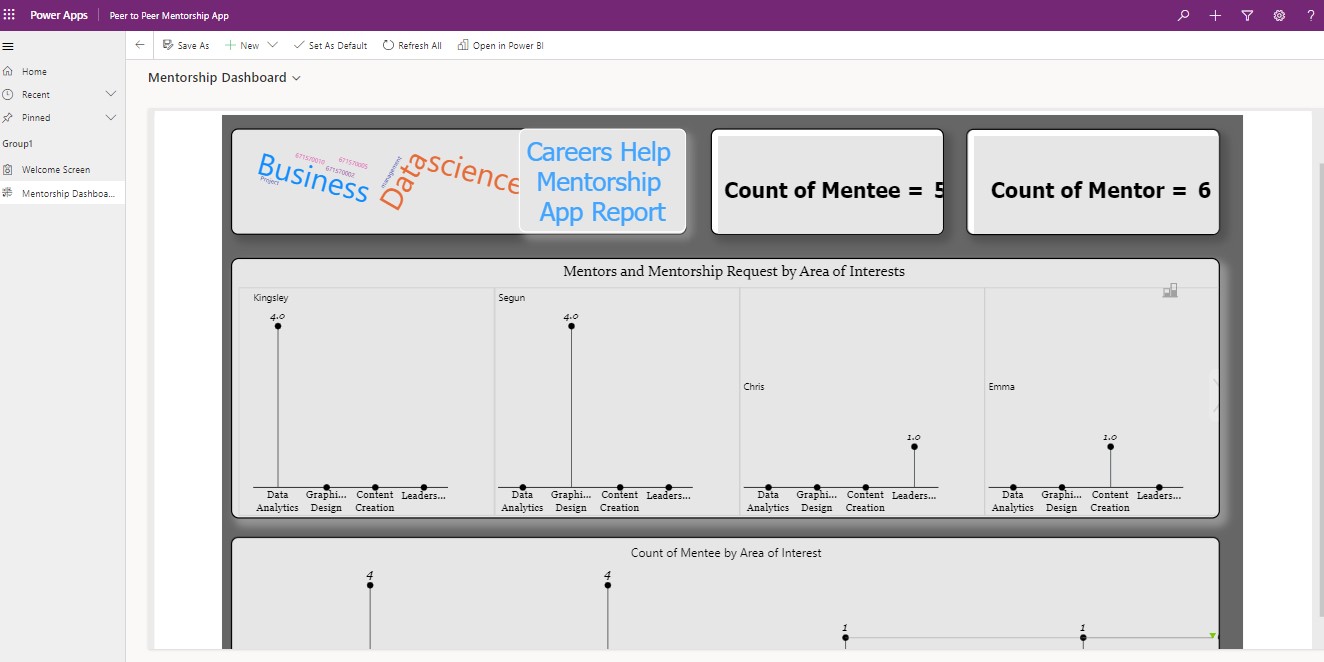 Power Apps
Peer to Peer Mentorship App
?
Save As
New
Set As Default
Refresh All
Open in Power BI
Home
Recent
Pinned
Group1
Welcome Screen
Mentorship Dashboa...
Mentorship Dashboard
Business
Data
science
management
Project
671570010
671570005
671570002
Careers Help
Mentorship
App Report
Count of Mentee = 5
Count of Mentor = 6
Mentors and Mentorship Request by Area of Interests
Kingsley
4.0
Data Graphi... Content Leaders...
Analytics Design Creation
Segun
4.0
Data Graphi... Content Leaders...
Analytics Design Creation
Chris
1.0
Data Graphi... Content Leaders...
Analytics Design Creation
Emma
1.0
Data Graphi... Content Leaders...
Analytics Design Creation
Count of Mentee by Area of Interest
4 4
1 1